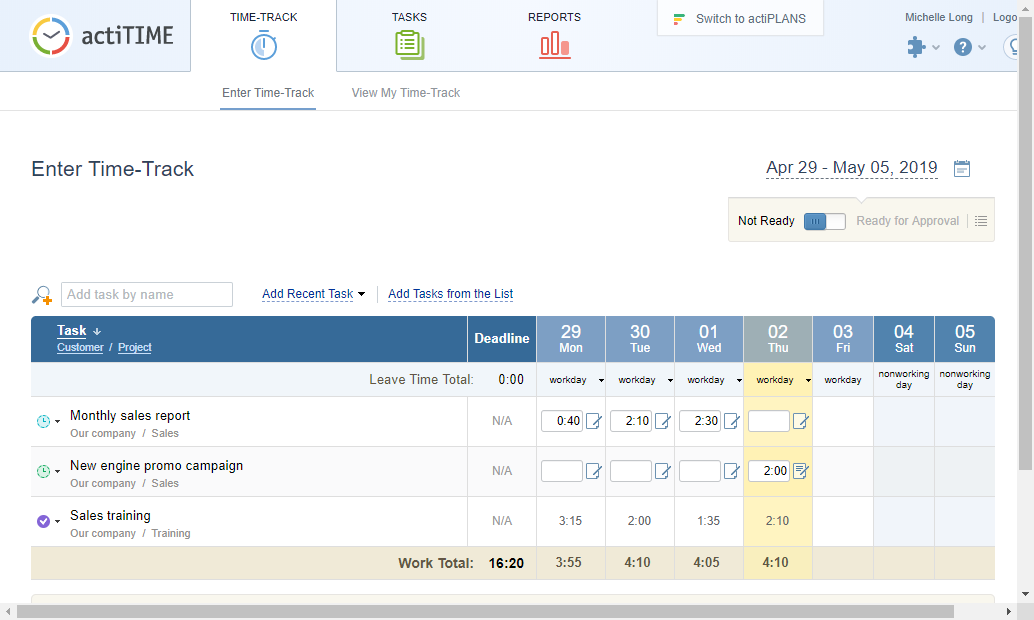 actiTIME
TIME-TRACK
TASKS
REPORTS
Switch to actiPLANS
Michelle Long | Logo
Enter Time-Track
View My Time-Track
Enter Time-Track
Apr 29 - May 05, 2019
Not Ready
Ready for Approval
Add task by name
Add Recent Task
Add Tasks from the List
Task
Customer / Project
Deadline
29 Mon
30 Tue
01 Wed
02 Thu
03 Fri
04 Sat
05 Sun
Leave Time Total: 0:00 workday workday workday workday workday nonworking day nonworking day
Monthly sales report
Our company / Sales
N/A 0:40 2:10 2:30
New engine promo campaign
Our company / Sales
N/A 2:00
Sales training
Our company / Training
N/A 3:15 2:00 1:35 2:10
Work Total: 16:20 3:55 4:10 4:05 4:10